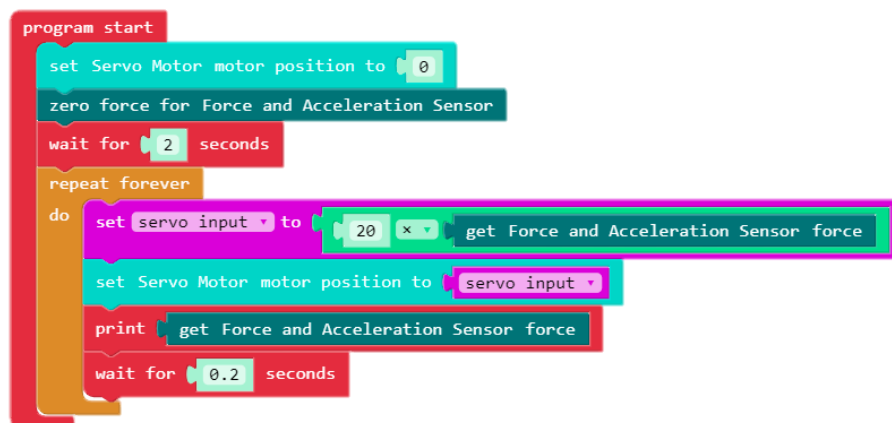 program start
set Servo Motor motor position to 0
zero force for Force and Acceleration Sensor
wait for 2 seconds
repeat forever
do set servo input to 20 × get Force and Acceleration Sensor force
set Servo Motor motor position to servo input
print get Force and Acceleration Sensor force
wait for 0.2 seconds